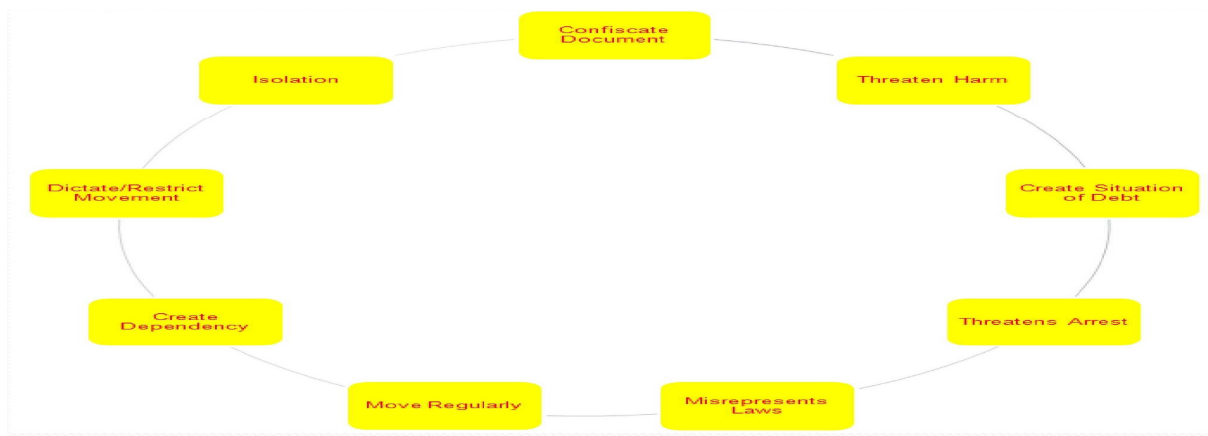 Confiscate
Document
Threaten Harm
Create Situation
of Debt
Threatens Arrest
Misrepresents
Laws
Move Regularly
Create
Dependency
Dictate/Restrict
Movement
Isolation